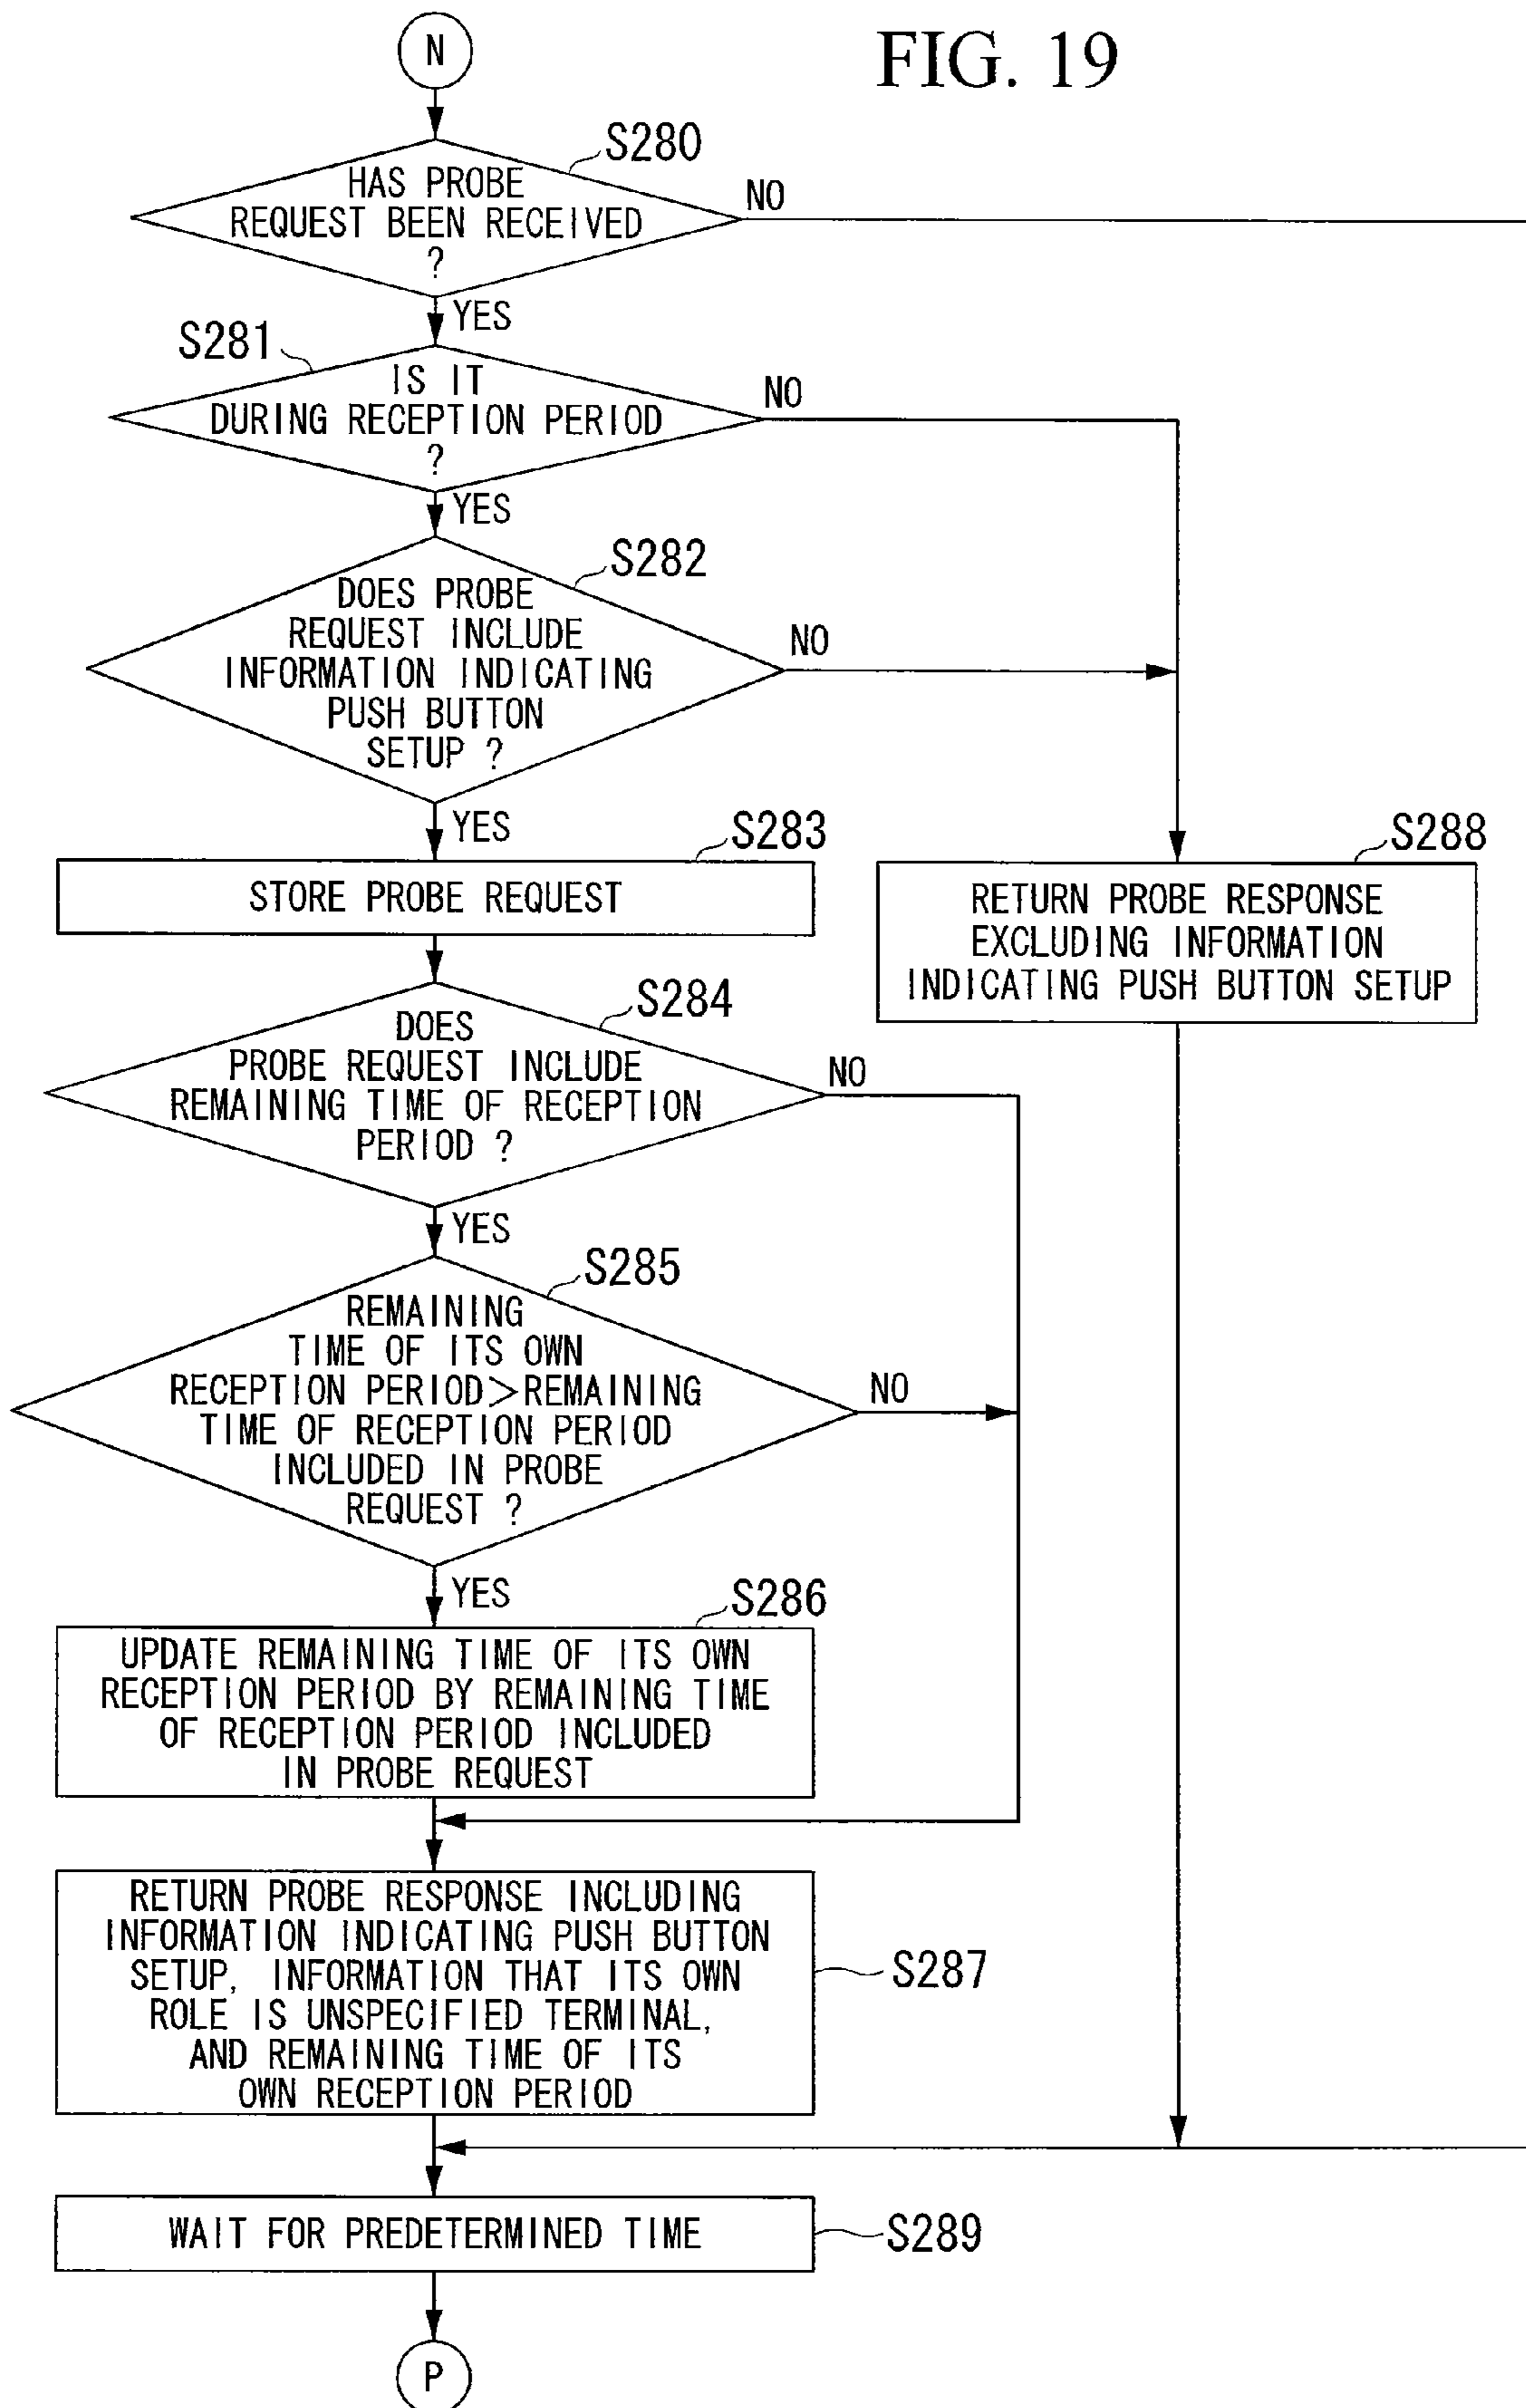 FIG. 19
N
S280
HAS PROBE
REQUEST BEEN RECEIVED
?
NO
YES
S281
IS IT
DURING RECEPTION PERIOD
?
NO
YES
S282
DOES PROBE
REQUEST INCLUDE
INFORMATION INDICATING
PUSH BUTTON
SETUP ?
NO
YES
S283
STORE PROBE REQUEST
S288
RETURN PROBE RESPONSE
EXCLUDING INFORMATION
INDICATING PUSH BUTTON SETUP
S284
DOES
PROBE REQUEST INCLUDE
REMAINING TIME OF RECEPTION
PERIOD ?
NO
YES
S285
REMAINING
TIME OF ITS OWN
RECEPTION PERIOD>REMAINING
TIME OF RECEPTION PERIOD
INCLUDED IN PROBE
REQUEST ?
NO
YES
S286
UPDATE REMAINING TIME OF ITS OWN
RECEPTION PERIOD BY REMAINING TIME
OF RECEPTION PERIOD INCLUDED
IN PROBE REQUEST
RETURN PROBE RESPONSE INCLUDING
INFORMATION INDICATING PUSH BUTTON
SETUP, INFORMATION THAT ITS OWN
ROLE IS UNSPECIFIED TERMINAL,
AND REMAINING TIME OF ITS
OWN RECEPTION PERIOD
S287
WAIT FOR PREDETERMINED TIME
S289
P